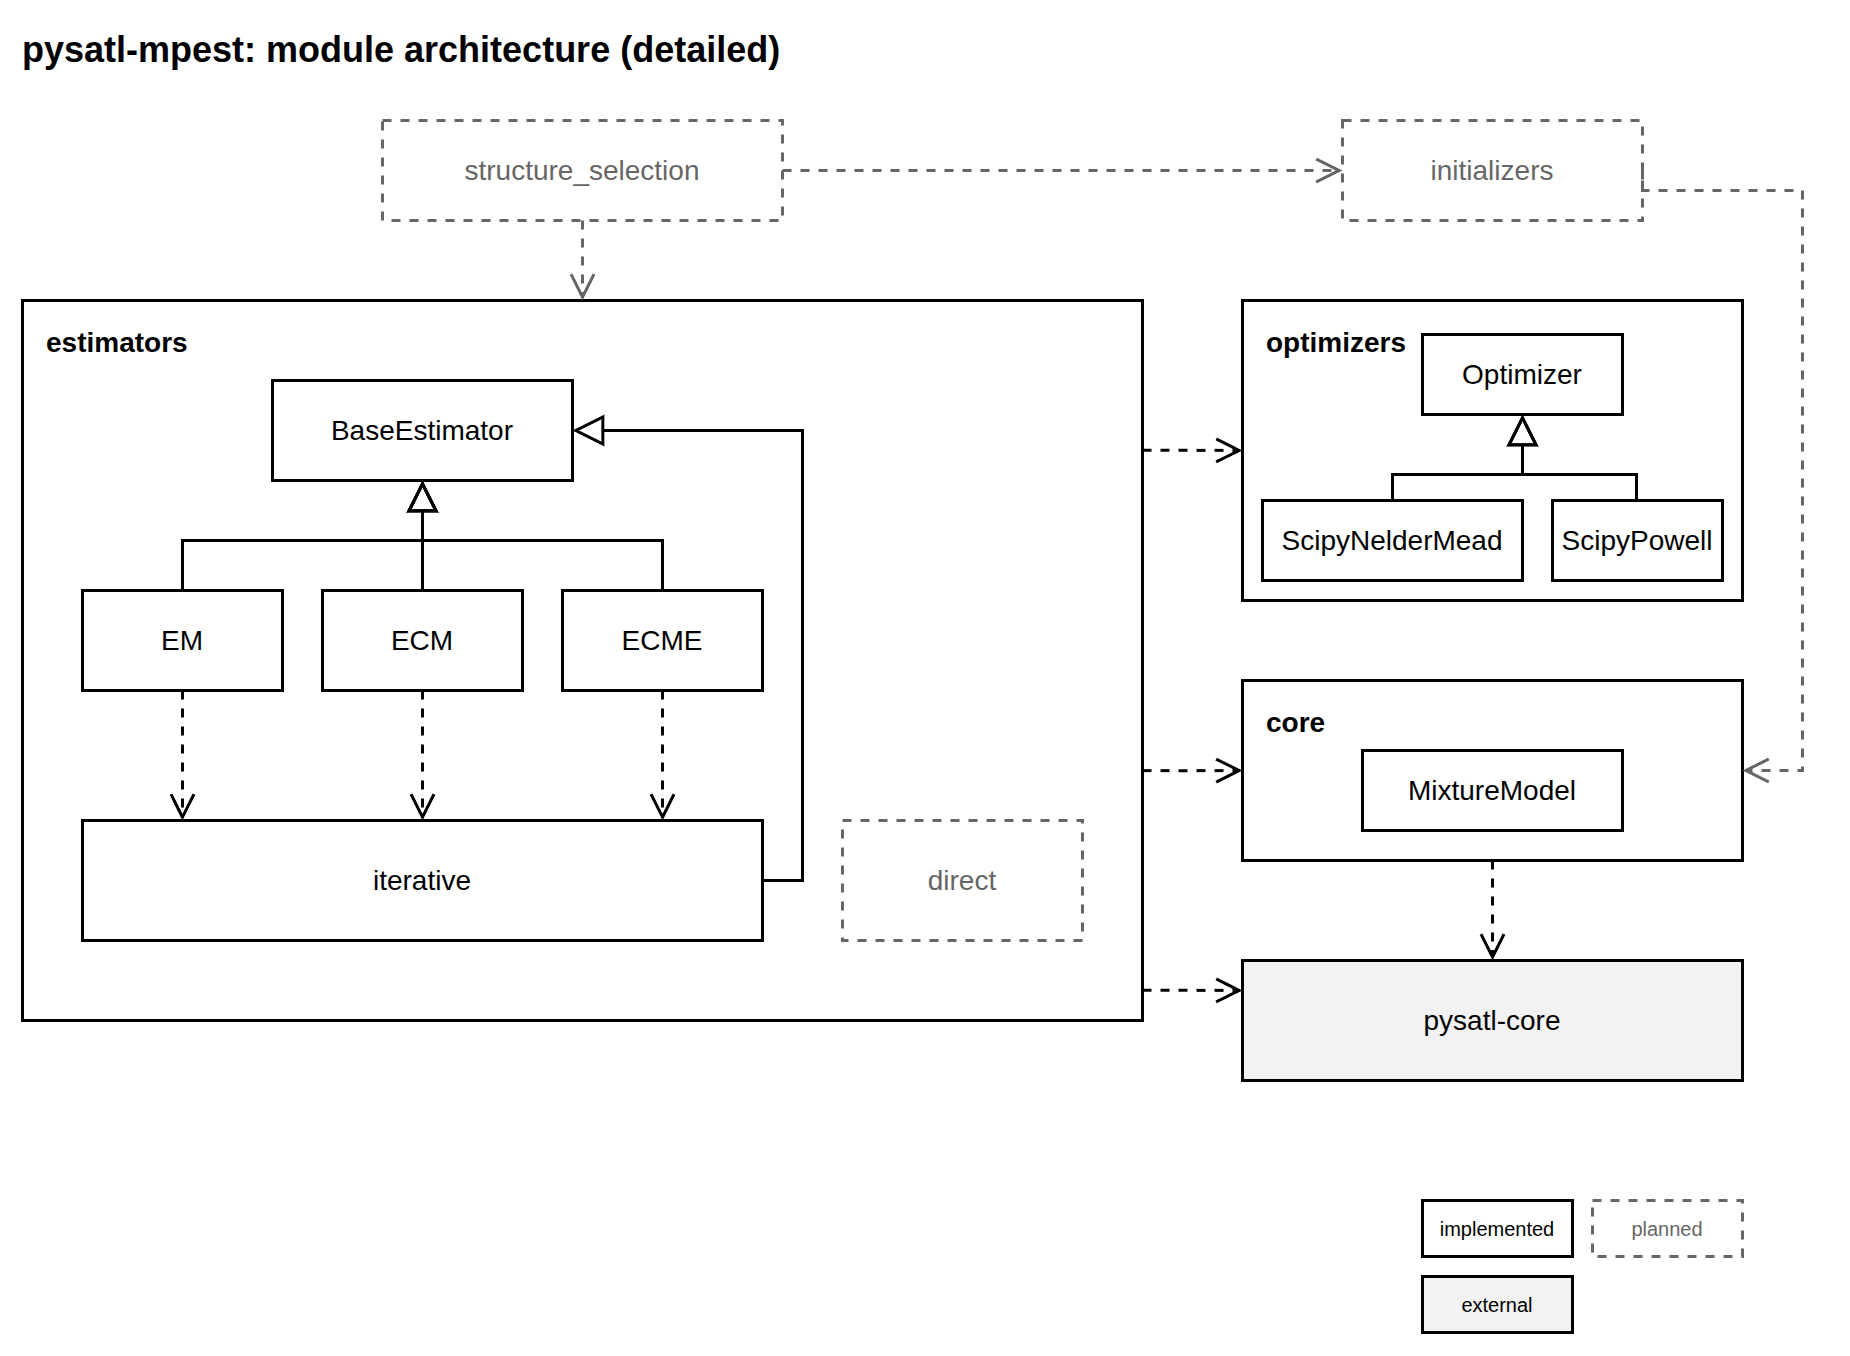 pysatl-mpest: module architecture (detailed)
structure_selection
initializers
estimators
BaseEstimator
EM
ECM
ECME
iterative
direct
optimizers
Optimizer
ScipyNelderMead
ScipyPowell
core
MixtureModel
pysatl-core
implemented
planned
external